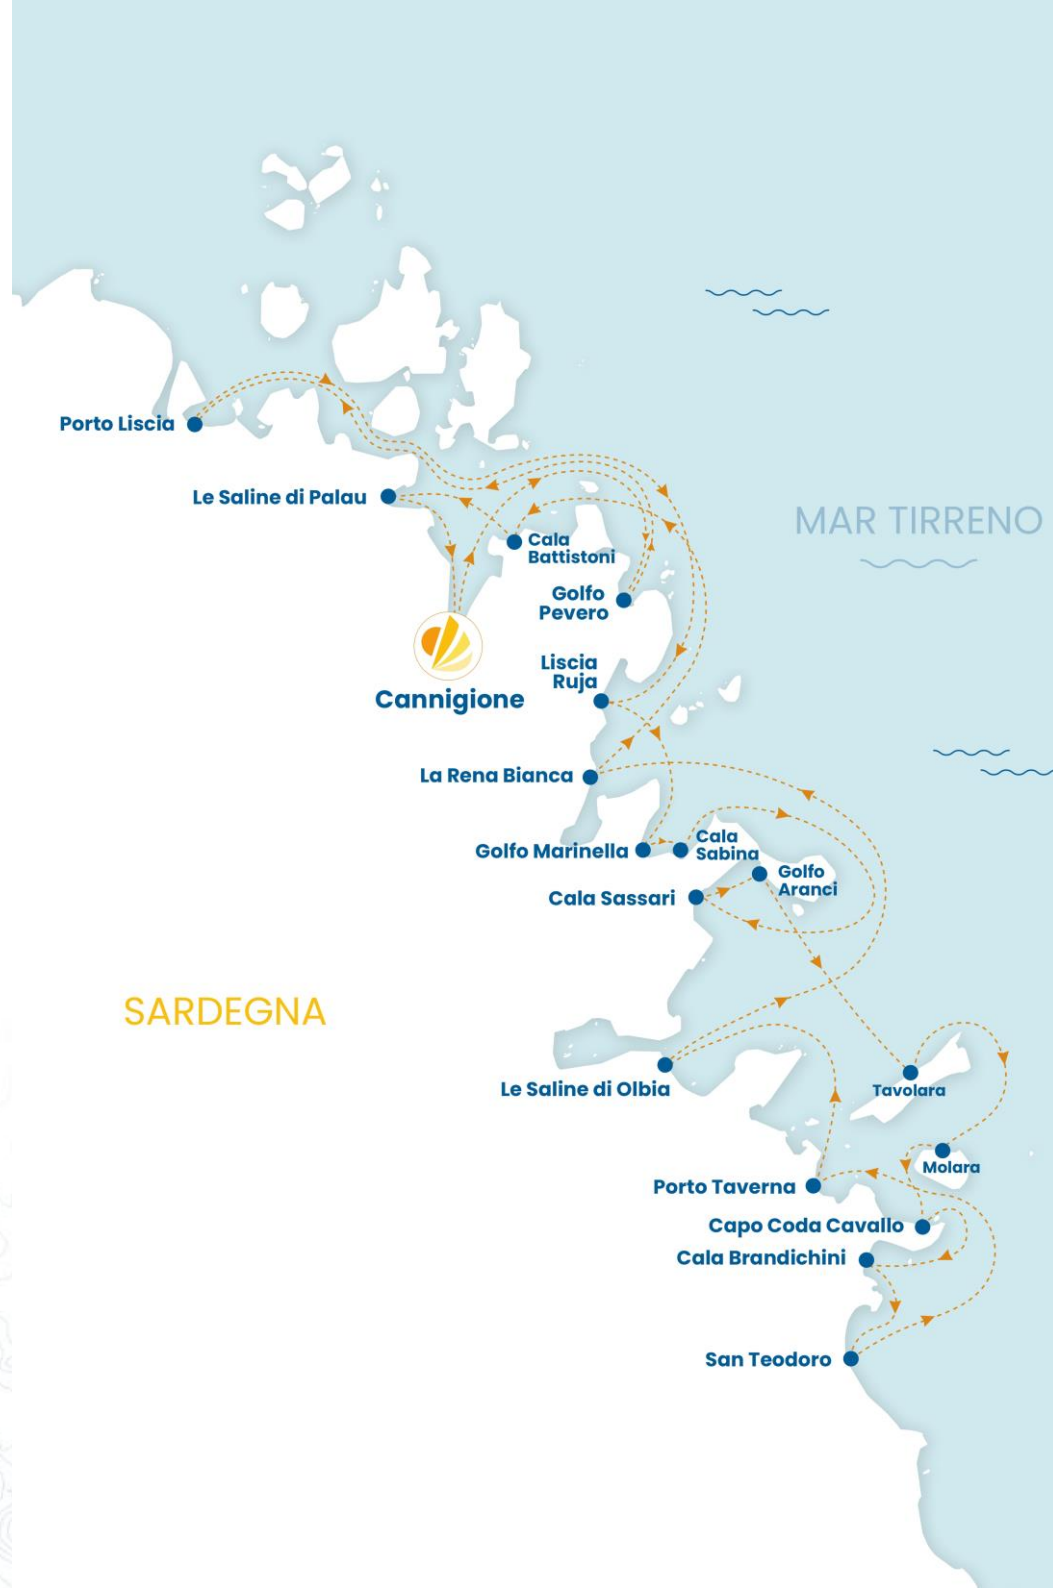 Porto Liscia
Le Saline di Palau
MAR TIRRENO
Cala
Battistoni
Golfo
Pevero
Liscia
Ruja
Cannigione
La Rena Bianca
Cala
Sabina
Golfo Marinella
Golfo
Aranci
Cala Sassari
SARDEGNA
Le Saline di Olbia
Tavolara
Molara
Porto Taverna
Capo Coda Cavallo
Cala Brandichini
San Teodoro